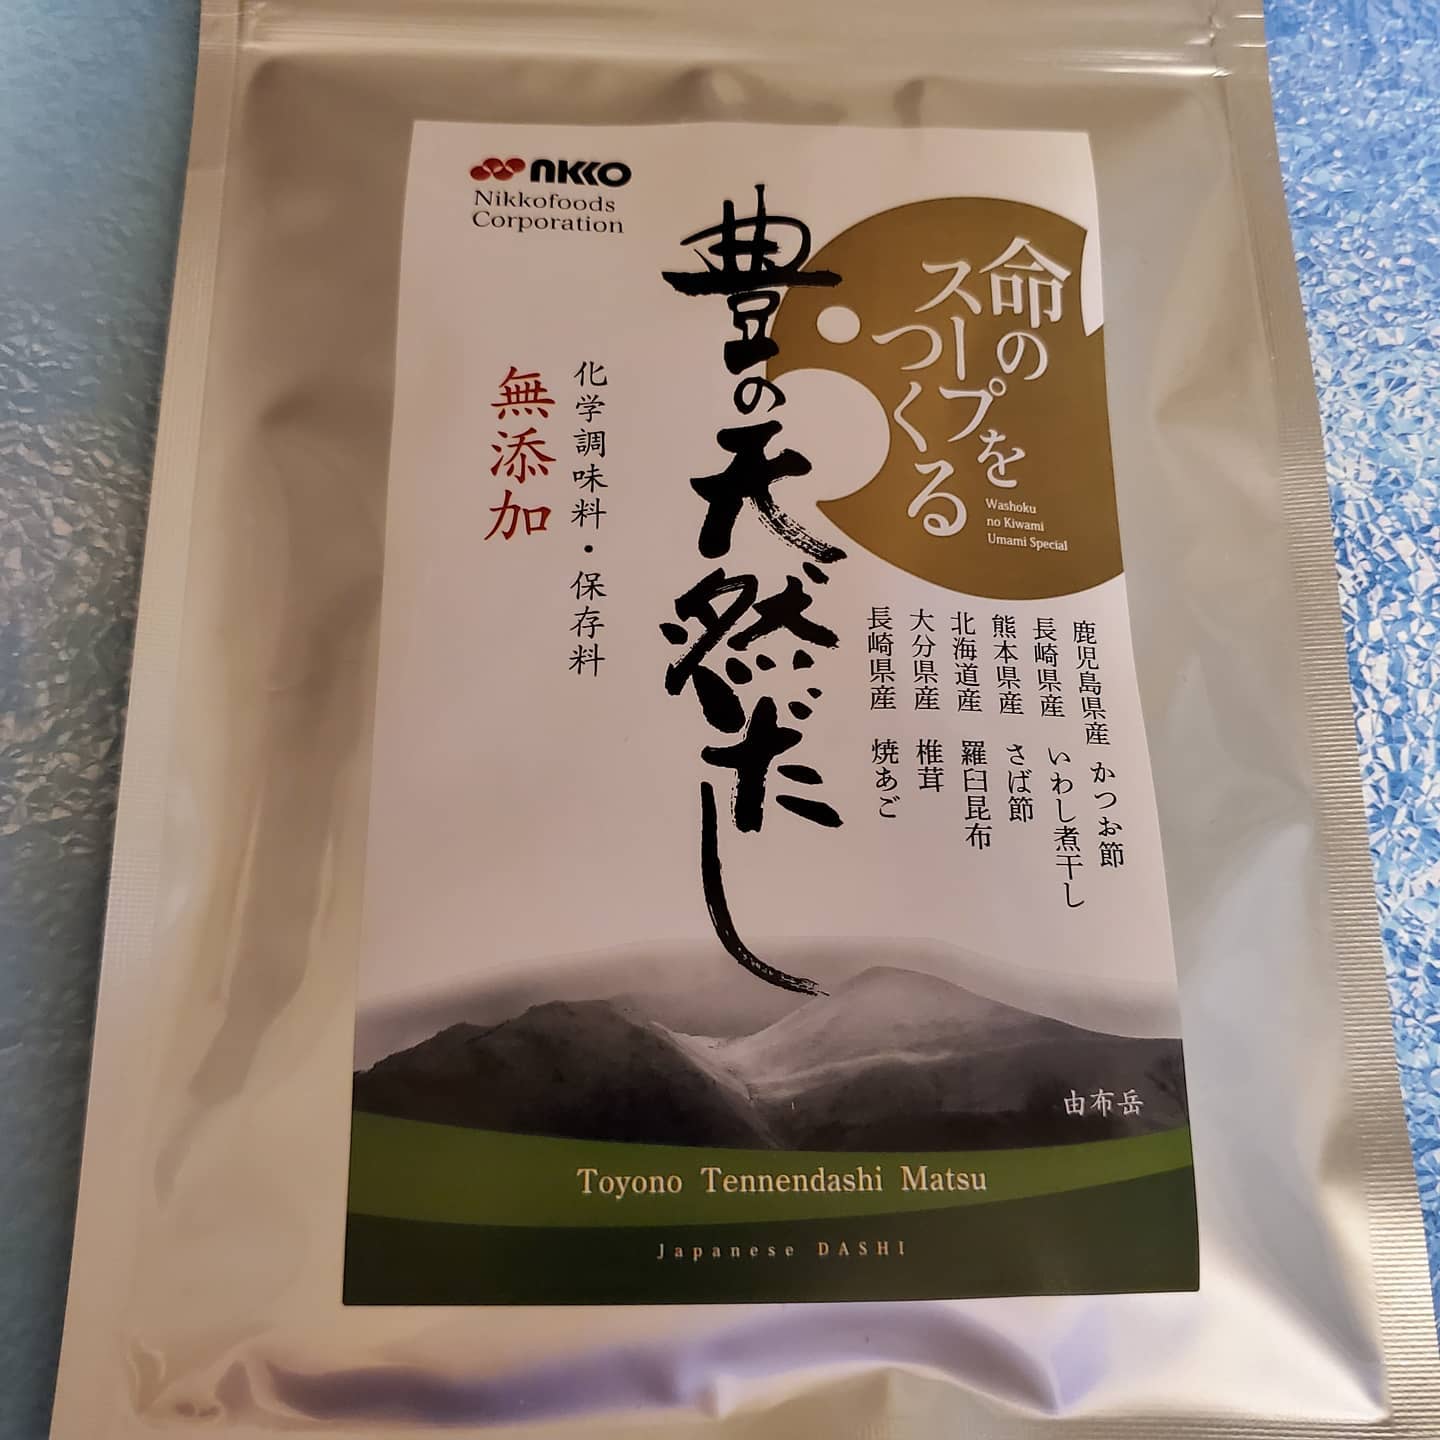 NKKO
Nikkofoods
Corporation
命の
スープを
つくる
Washoku
no Kiwami
Umami Special
豊の天然だし
化学調味料・保存料
無添加
鹿児島県産 かつお節
長崎県産 いわし煮干し
熊本県産 さば節
北海道産 羅臼昆布
大分県産 椎茸
長崎県産 焼あご
由布岳
Toyono Tennendashi Matsu
Japanese DASHI